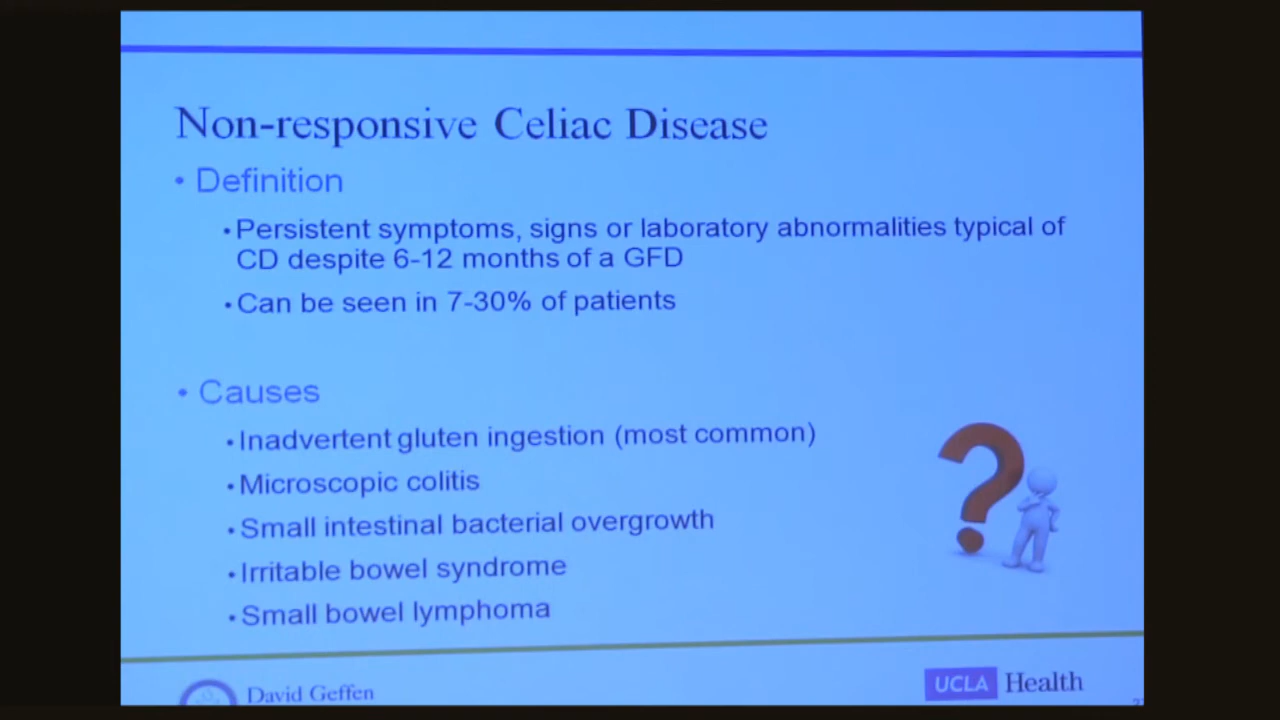 Non-responsive Celiac Disease
• Definition
• Persistent symptoms, signs or laboratory abnormalities typical of
CD despite 6-12 months of a GFD
• Can be seen in 7-30% of patients
• Causes
• Inadvertent gluten ingestion (most common)
• Microscopic colitis
• Small intestinal bacterial overgrowth
• Irritable bowel syndrome
• Small bowel lymphoma
David Geffen
UCLA Health